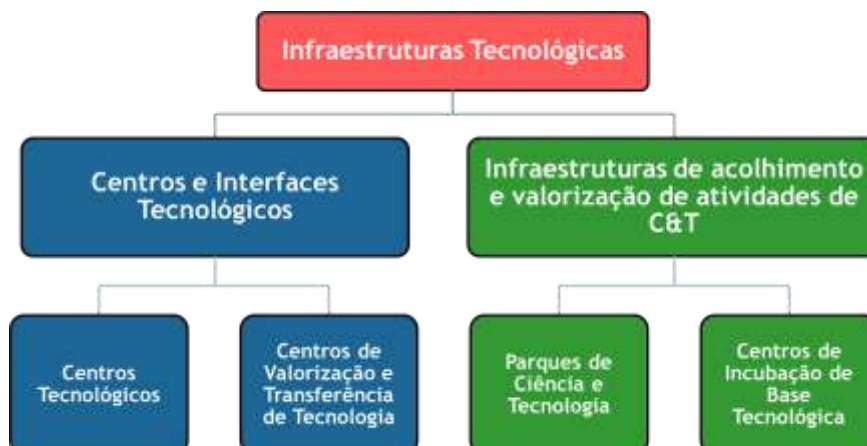 Infraestruturas Tecnológicas
Centros e Interfaces
Tecnológicos
Infraestruturas de acolhimento
e valorização de atividades de
C&T
Centros
Tecnológicos
Centros de
Valorização e
Transferência
de Tecnologia
Parques de
Ciência e
Tecnologia
Centros de
Incubação de
Base
Tecnológica